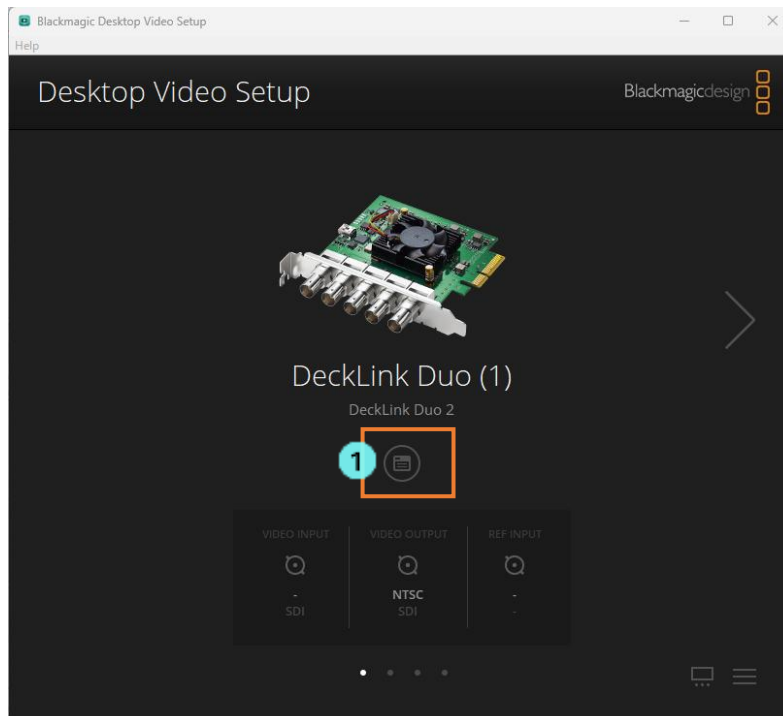 Blackmagic Desktop Video Setup
Help
Desktop Video Setup
Blackmagicdesign
DeckLink Duo (1)
DeckLink Duo 2
1
VIDEO INPUT VIDEO OUTPUT REF INPUT
- NTSC -
SDI SDI -